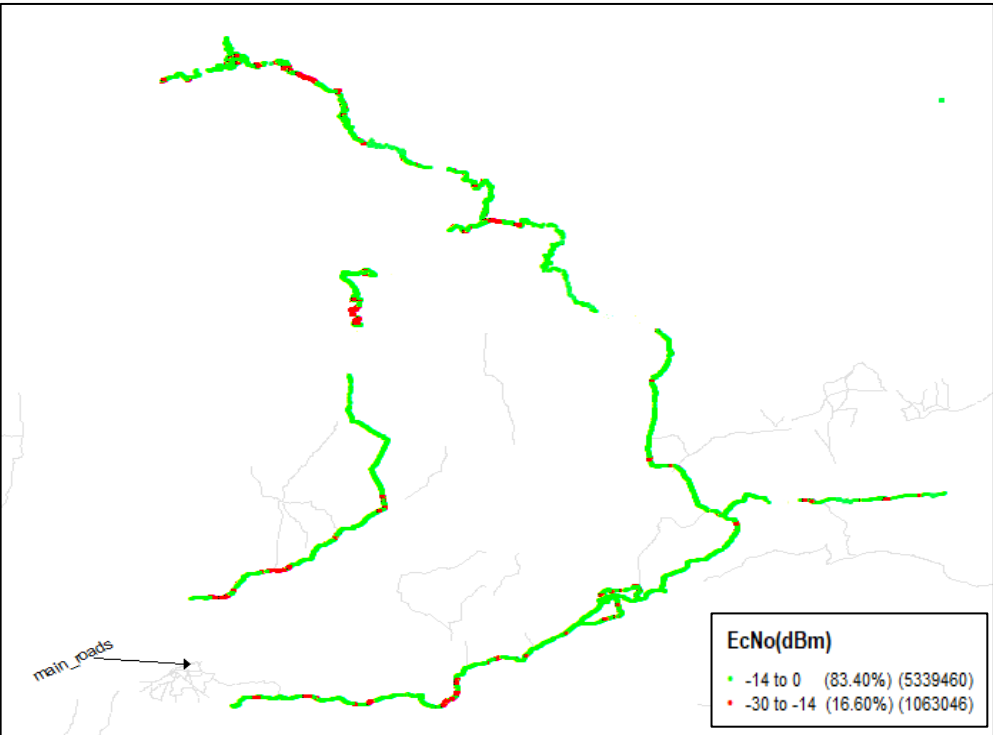 main_roads
EcNo(dBm)
-14 to 0 (83.40%) (5339460)
-30 to -14 (16.60%) (1063046)